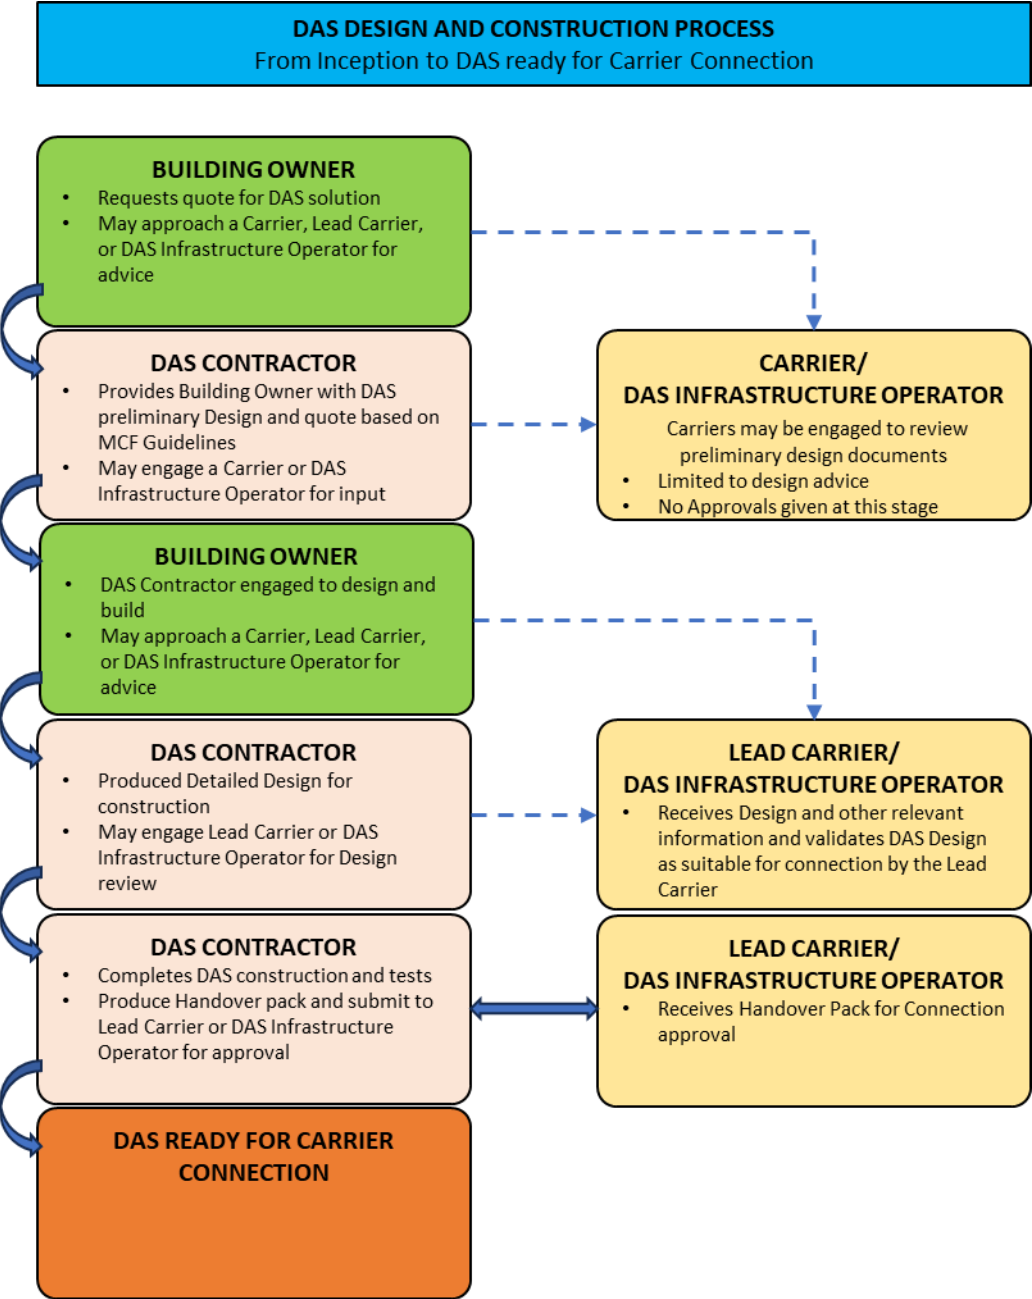 DAS DESIGN AND CONSTRUCTION PROCESS
From Inception to DAS ready for Carrier Connection
BUILDING OWNER
• Requests quote for DAS solution
• May approach a Carrier, Lead Carrier,
or DAS Infrastructure Operator for
advice
DAS CONTRACTOR
• Provides Building Owner with DAS
preliminary Design and quote based on
MCF Guidelines
• May engage a Carrier or DAS
Infrastructure Operator for input
CARRIER/
DAS INFRASTRUCTURE OPERATOR
Carriers may be engaged to review
preliminary design documents
• Limited to design advice
• No Approvals given at this stage
BUILDING OWNER
• DAS Contractor engaged to design and
build
• May approach a Carrier, Lead Carrier,
or DAS Infrastructure Operator for
advice
DAS CONTRACTOR
• Produced Detailed Design for
construction
• May engage Lead Carrier or DAS
Infrastructure Operator for Design
review
LEAD CARRIER/
DAS INFRASTRUCTURE OPERATOR
• Receives Design and other relevant
information and validates DAS Design
as suitable for connection by the Lead
Carrier
DAS CONTRACTOR
• Completes DAS construction and tests
• Produce Handover pack and submit to
Lead Carrier or DAS Infrastructure
Operator for approval
LEAD CARRIER/
DAS INFRASTRUCTURE OPERATOR
• Receives Handover Pack for Connection
approval
DAS READY FOR CARRIER
CONNECTION